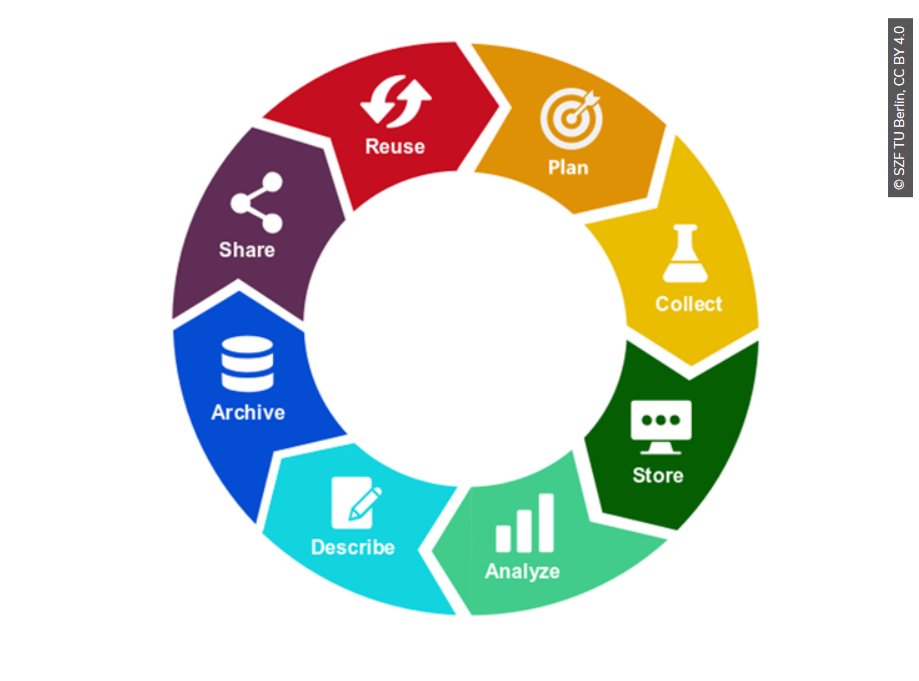 Reuse
Plan
Share
Collect
Archive
Store
Describe
Analyze
© SZF TU Berlin, CC BY 4.0